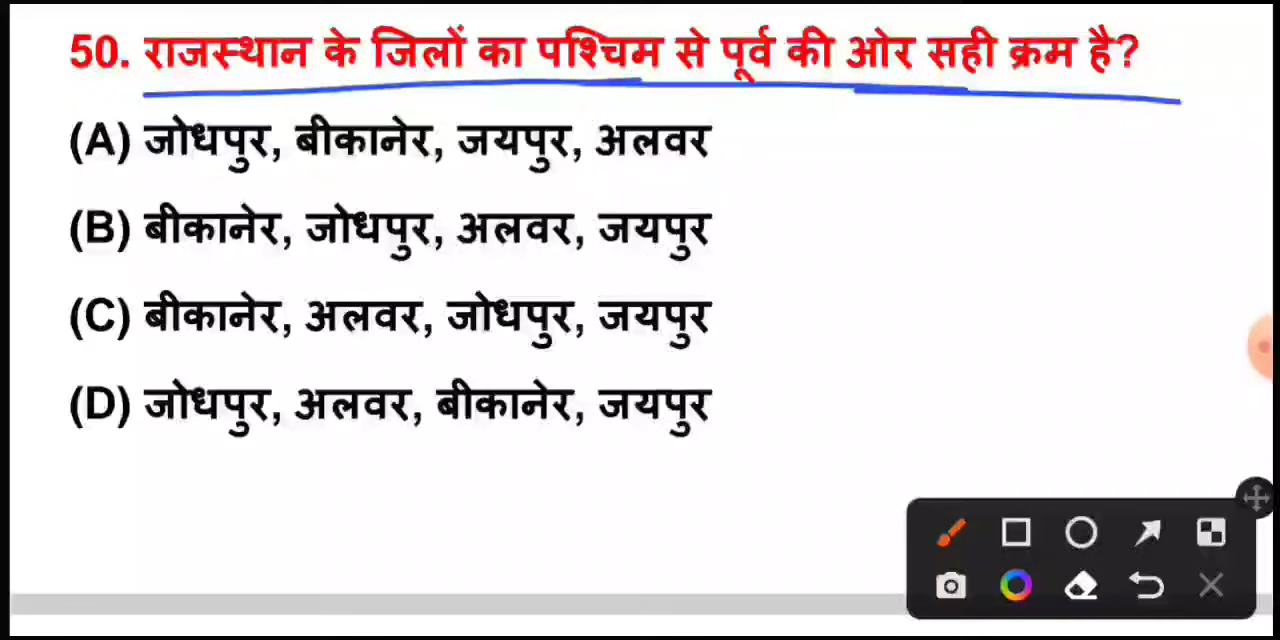 50. राजस्थान के जिलों का पश्चिम से पूर्व की ओर सही क्रम है?
(A) जोधपुर, बीकानेर, जयपुर, अलवर
(B) बीकानेर, जोधपुर, अलवर, जयपुर
(C) बीकानेर, अलवर, जोधपुर, जयपुर
(D) जोधपुर, अलवर, बीकानेर, जयपुर